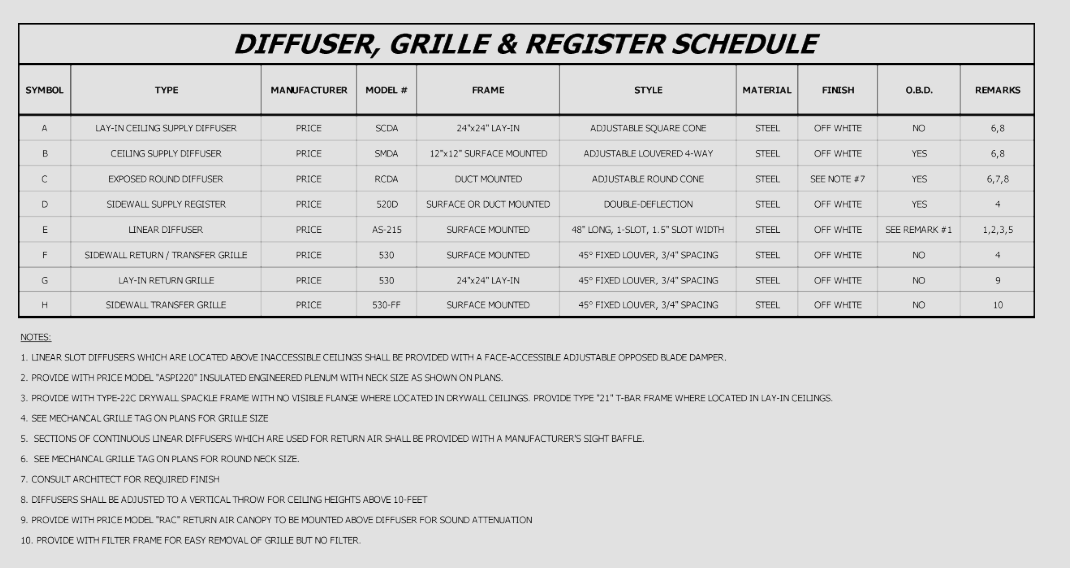 DIFFUSER, GRILLE & REGISTER SCHEDULE
SYMBOL TYPE MANUFACTURER MODEL # FRAME STYLE MATERIAL FINISH O.B.D. REMARKS
A LAY-IN CEILING SUPPLY DIFFUSER PRICE SCDA 24"x24" LAY-IN ADJUSTABLE SQUARE CONE STEEL OFF WHITE NO 6,8
B CEILING SUPPLY DIFFUSER PRICE SMDA 12"x12" SURFACE MOUNTED ADJUSTABLE LOUVERED 4-WAY STEEL OFF WHITE YES 6,8
C EXPOSED ROUND DIFFUSER PRICE RCDA DUCT MOUNTED ADJUSTABLE ROUND CONE STEEL SEE NOTE #7 YES 6,7,8
D SIDEWALL SUPPLY REGISTER PRICE 520D SURFACE OR DUCT MOUNTED DOUBLE-DEFLECTION STEEL OFF WHITE YES 4
E LINEAR DIFFUSER PRICE AS-215 SURFACE MOUNTED 48" LONG, 1-SLOT, 1.5" SLOT WIDTH STEEL OFF WHITE SEE REMARK #1 1,2,3,5
F SIDEWALL RETURN / TRANSFER GRILLE PRICE 530 SURFACE MOUNTED 45° FIXED LOUVER, 3/4" SPACING STEEL OFF WHITE NO 4
G LAY-IN RETURN GRILLE PRICE 530 24"x24" LAY-IN 45° FIXED LOUVER, 3/4" SPACING STEEL OFF WHITE NO 9
H SIDEWALL TRANSFER GRILLE PRICE 530-FF SURFACE MOUNTED 45° FIXED LOUVER, 3/4" SPACING STEEL OFF WHITE NO 10
NOTES:
1. LINEAR SLOT DIFFUSERS WHICH ARE LOCATED ABOVE INACCESSIBLE CEILINGS SHALL BE PROVIDED WITH A FACE-ACCESSIBLE ADJUSTABLE OPPOSED BLADE DAMPER.
2. PROVIDE WITH PRICE MODEL "ASPI220" INSULATED ENGINEERED PLENUM WITH NECK SIZE AS SHOWN ON PLANS.
3. PROVIDE WITH TYPE-22C DRYWALL SPACKLE FRAME WITH NO VISIBLE FLANGE WHERE LOCATED IN DRYWALL CEILINGS. PROVIDE TYPE "21" T-BAR FRAME WHERE LOCATED IN LAY-IN CEILINGS.
4. SEE MECHANCAL GRILLE TAG ON PLANS FOR GRILLE SIZE
5. SECTIONS OF CONTINUOUS LINEAR DIFFUSERS WHICH ARE USED FOR RETURN AIR SHALL BE PROVIDED WITH A MANUFACTURER'S SIGHT BAFFLE.
6. SEE MECHANCAL GRILLE TAG ON PLANS FOR ROUND NECK SIZE.
7. CONSULT ARCHITECT FOR REQUIRED FINISH
8. DIFFUSERS SHALL BE ADJUSTED TO A VERTICAL THROW FOR CEILING HEIGHTS ABOVE 10-FEET
9. PROVIDE WITH PRICE MODEL "RAC" RETURN AIR CANOPY TO BE MOUNTED ABOVE DIFFUSER FOR SOUND ATTENUATION
10. PROVIDE WITH FILTER FRAME FOR EASY REMOVAL OF GRILLE BUT NO FILTER.